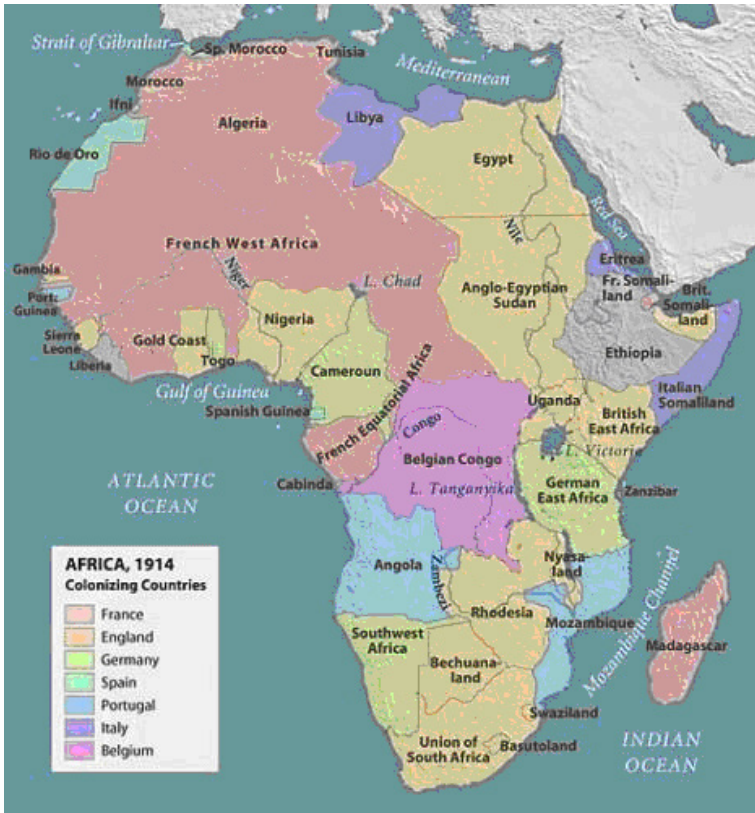 Strait of Gibraltar
Sp. Morocco
Tunisia
Mediterranean
Morocco
Ifni
Algeria
Libya
Rio de Oro
Egypt
Red Sea
Nile
French West Africa
Eritrea
Gambia
Niger
L. Chad
Anglo-Egyptian
Sudan
Fr. Somali-
land
Brit.
Somali-
land
Port.
Guinea
Nigeria
Sierra
Leone
Gold Coast
Liberia
Togo
Ethiopia
Cameroun
Gulf of Guinea
Italian
Somaliland
Spanish Guinea
French Equatorial Africa
Uganda
British
East Africa
Congo
L. Victoria
Belgian Congo
Cabinda
L. Tanganyika
German
East Africa
Zanzibar
ATLANTIC
OCEAN
Angola
Zambezi
Nyasa-
land
Rhodesia
Mozambique
Mozambique Channel
Madagascar
Southwest
Africa
Bechuana-
land
Swaziland
Union of
South Africa
Basutoland
INDIAN
OCEAN
AFRICA, 1914
Colonizing Countries
France
England
Germany
Spain
Portugal
Italy
Belgium